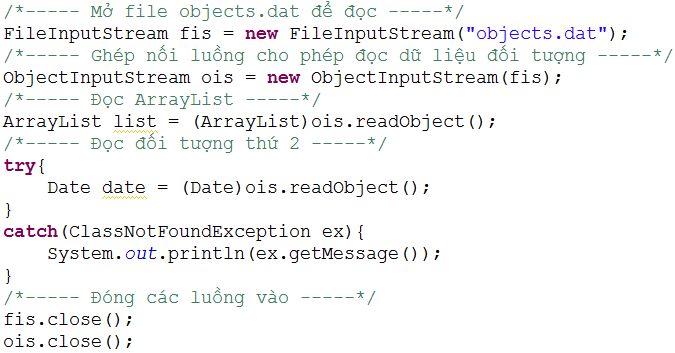 /*----- Mở file objects.dat để đọc -----*/
FileInputStream fis = new FileInputStream("objects.dat");
/*----- Ghép nối luồng cho phép đọc dữ liệu đối tượng -----*/
ObjectInputStream ois = new ObjectInputStream(fis);
/*----- Đọc ArrayList -----*/
ArrayList list = (ArrayList)ois.readObject();
/*----- Đọc đối tượng thứ 2 -----*/
try{
    Date date = (Date)ois.readObject();
}
catch(ClassNotFoundException ex){
    System.out.println(ex.getMessage());
}
/*----- Đóng các luồng vào -----*/
fis.close();
ois.close();